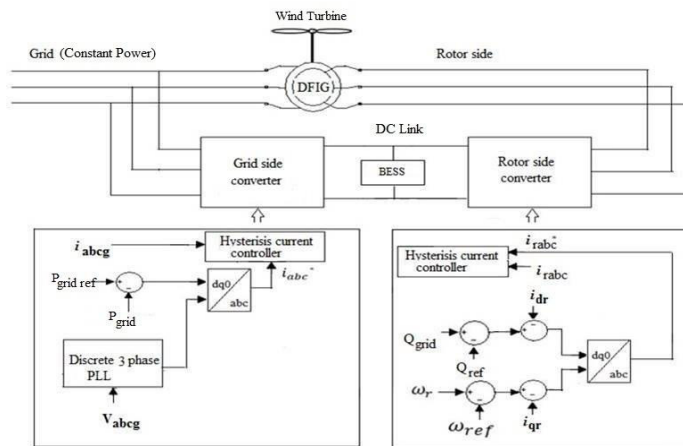 Wind Turbine
Grid (Constant Power)
Rotor side
DFIG
DC Link
Grid side
converter
BESS
Rotor side
converter
i abcg
Hysterisis current
controller
i abc*
P grid ref
+
-
P grid
dq0
abc
Discrete 3 phase
PLL
V abcg
Hysterisis current
controller
i rabc*
i rabc
i dr
Q grid
+
-
+
-
Q ref
dq0
abc
ω r
+
-
+
-
ω ref
i qr